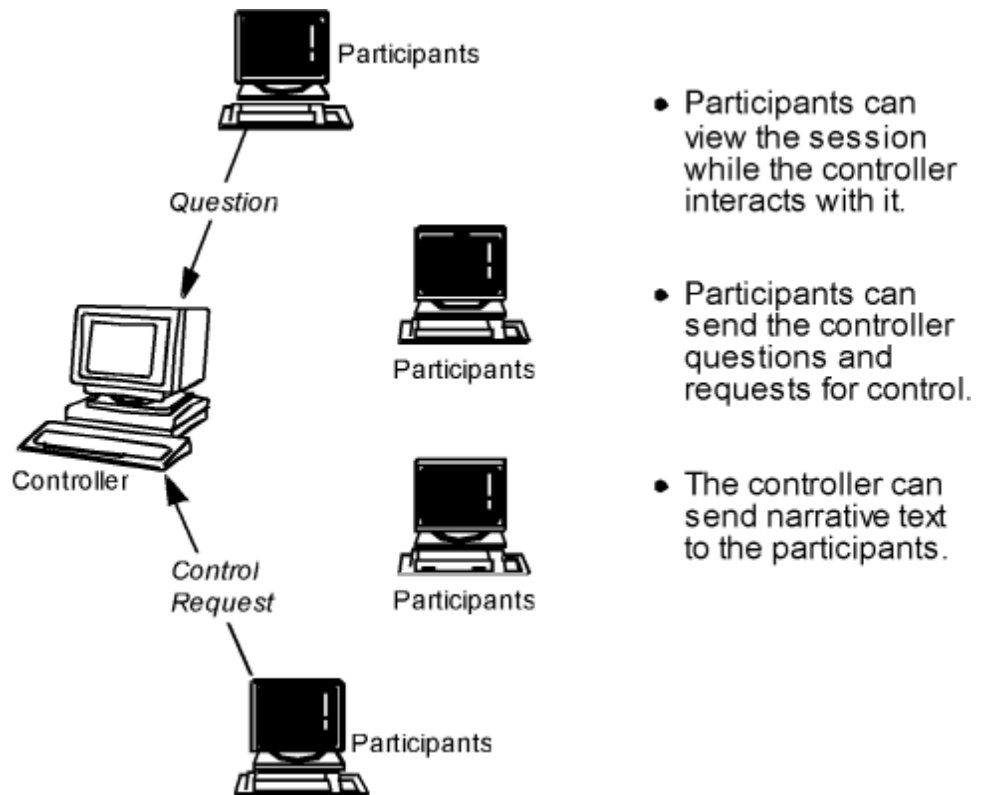 Participants
Question
Participants
Controller
Participants
Control
Request
Participants
• Participants can
view the session
while the controller
interacts with it.
• Participants can
send the controller
questions and
requests for control.
• The controller can
send narrative text
to the participants.